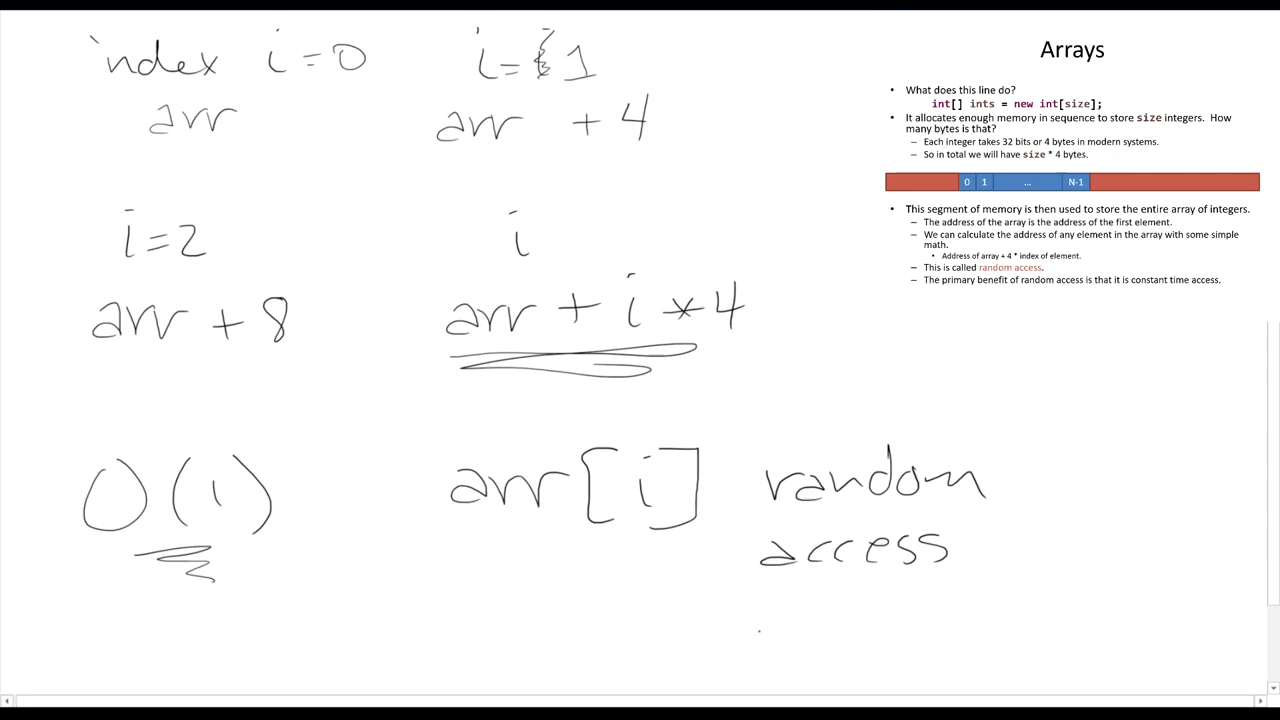 index i=0 i=1
arr arr + 4
i=2 i
arr + 8 arr + i * 4
O(1) arr[i] random
access
Arrays
• What does this line do?
int[] ints = new int[size];
• It allocates enough memory in sequence to store size integers. How
many bytes is that?
– Each integer takes 32 bits or 4 bytes in modern systems.
– So in total we will have size * 4 bytes.
0 1 ... N-1
• This segment of memory is then used to store the entire array of integers.
– The address of the array is the address of the first element.
– We can calculate the address of any element in the array with some simple
math.
• Address of array + 4 * index of element.
– This is called random access.
– The primary benefit of random access is that it is constant time access.